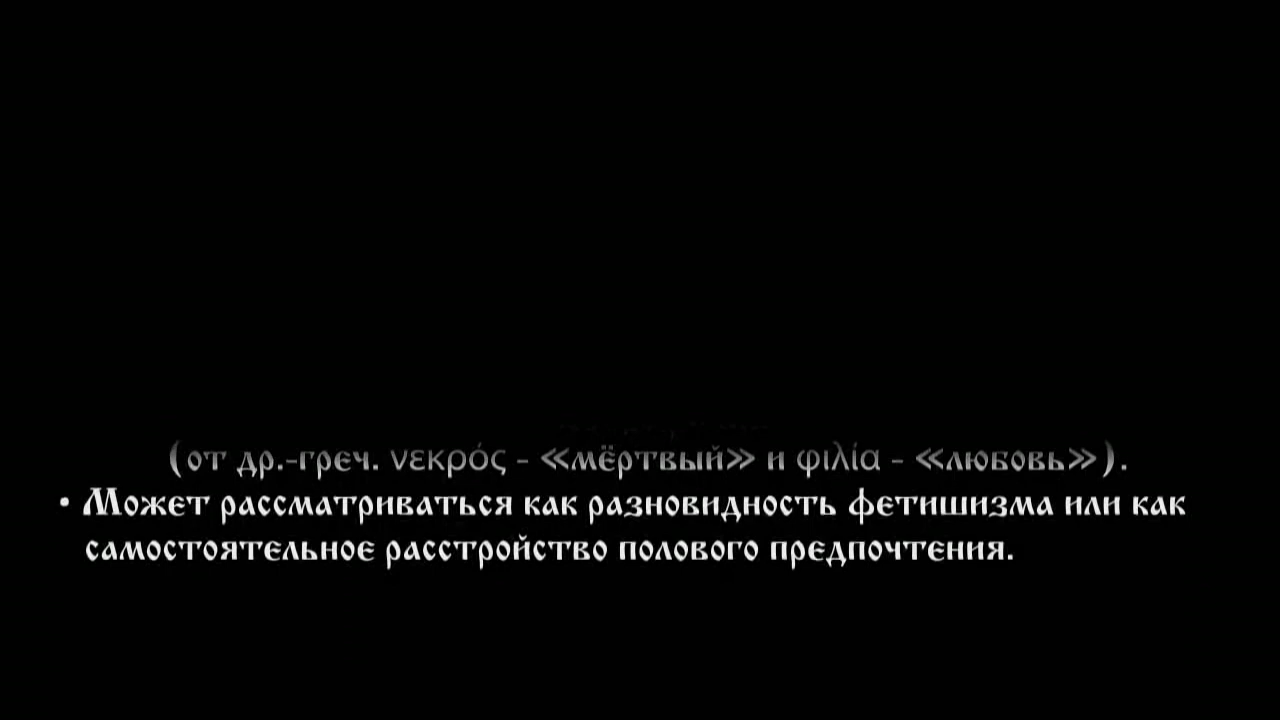 (от др.-греч. νεκρός - «мёртвый» и φιλία - «любовь»).
• Может рассматриваться как разновидность фетишизма или как
самостоятельное расстройство полового предпочтения.